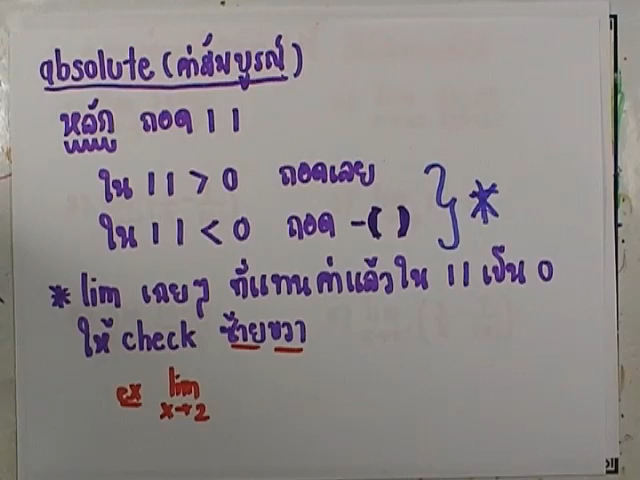 absolute (ค่าสัมบูรณ์)
หลัก ถอด | |
ใน | | > 0 ถอดเลย
ใน | | < 0 ถอด -( ) } *
* lim เฉยๆ ที่แทนค่าแล้วใน | | เป็น 0
ให้ check ซ้ายขวา
ex lim
x→2